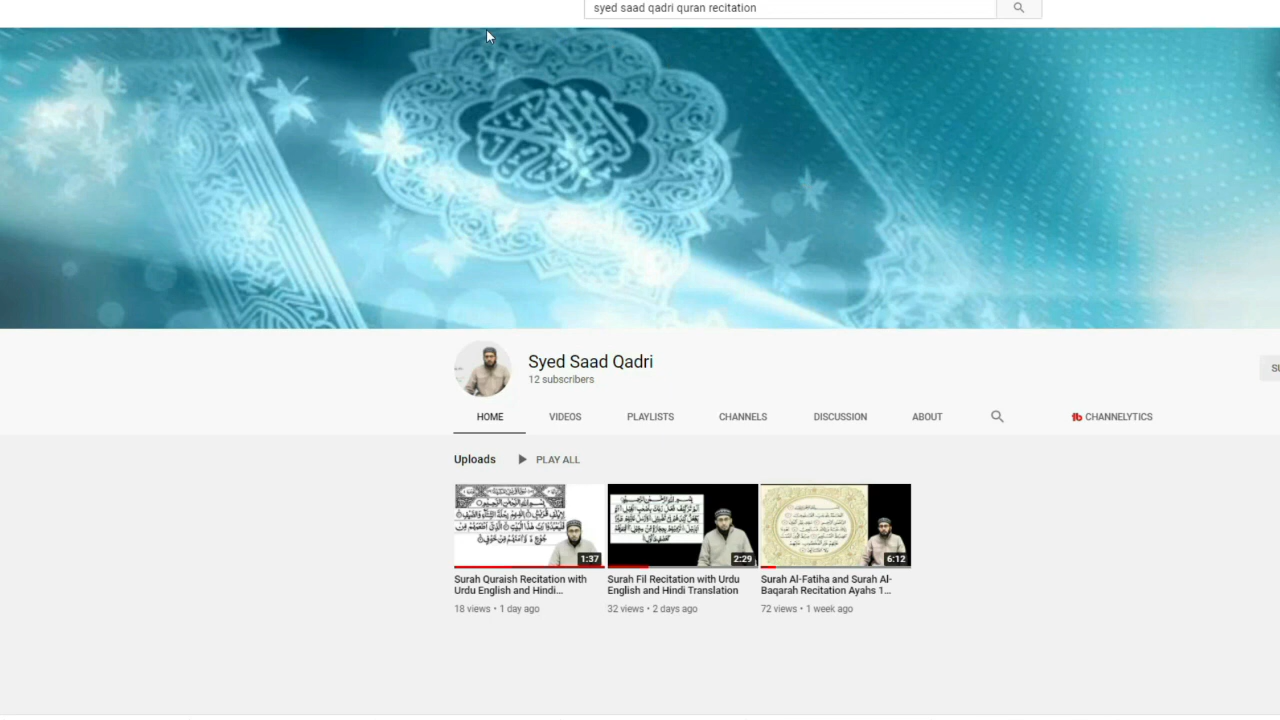 syed saad qadri quran recitation
Syed Saad Qadri
12 subscribers
HOME VIDEOS PLAYLISTS CHANNELS DISCUSSION ABOUT CHANNELYTICS
Uploads PLAY ALL
1:37
2:29
6:12
Surah Quraish Recitation with
Urdu English and Hindi...
18 views • 1 day ago
Surah Fil Recitation with Urdu
English and Hindi Translation
32 views • 2 days ago
Surah Al-Fatiha and Surah Al-
Baqarah Recitation Ayahs 1...
72 views • 1 week ago